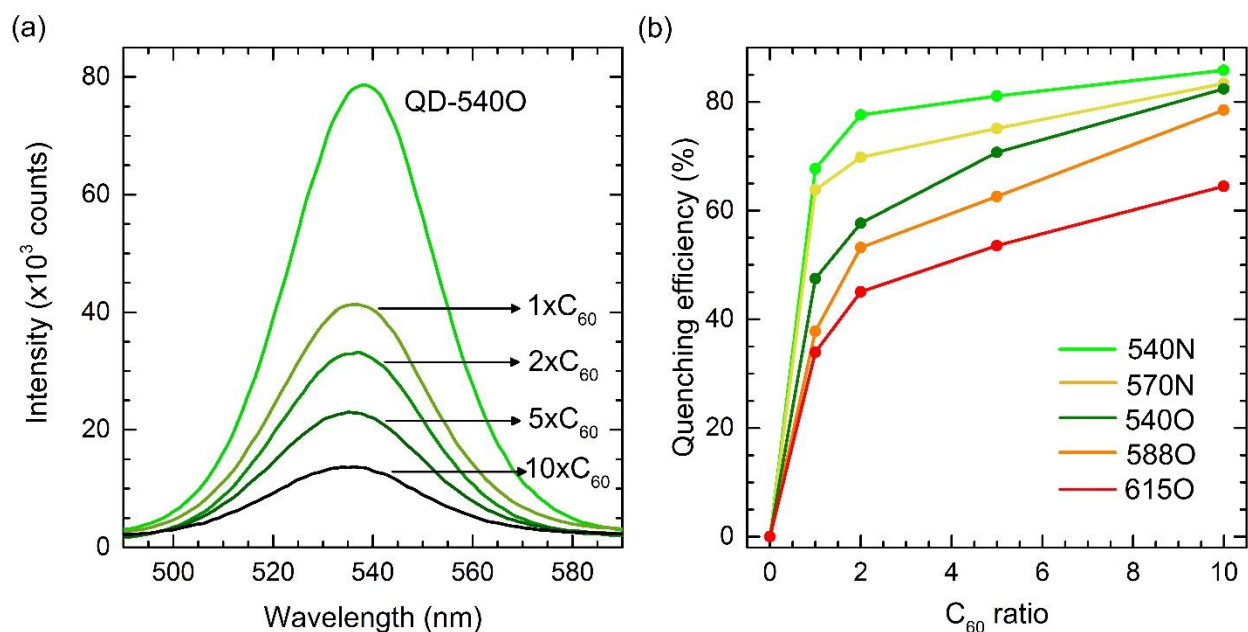 (a)
QD-540O
1xC₆₀
2xC₆₀
5xC₆₀
10xC₆₀
Intensity (x10³ counts)
80
60
40
20
0
500
520
540
560
580
Wavelength (nm)
(b)
Quenching efficiency (%)
80
60
40
20
0
540N
570N
540O
588O
615O
0
2
4
6
8
10
C₆₀ ratio